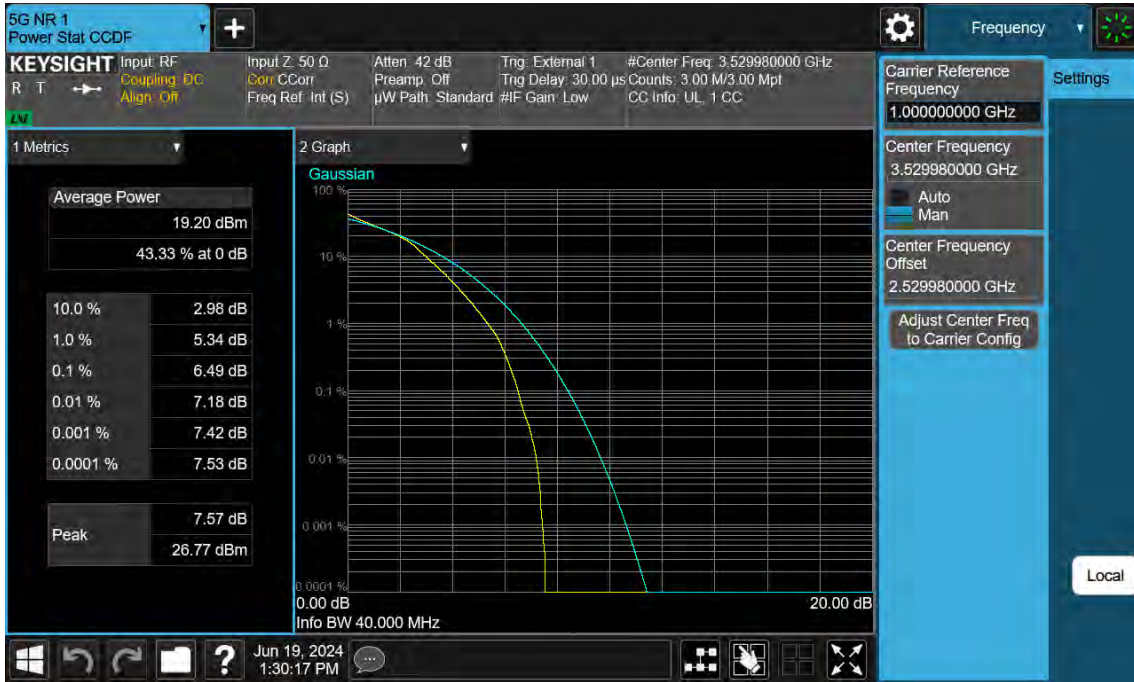 5G NR 1
Power Stat CCDF
Frequency
KEYSIGHT
R T
LNI
Input: RF
Coupling: DC
Align: Off
Input Z: 50 Ω
Corr CCorr
Freq Ref: Int (S)
Atten: 42 dB
Preamp: Off
µW Path: Standard
Trig: External 1
Trig Delay: 30.00 µs
#IF Gain: Low
#Center Freq: 3.529980000 GHz
Counts: 3.00 M/3.00 Mpt
CC Info: UL, 1 CC
1 Metrics
Average Power
19.20 dBm
43.33 % at 0 dB
10.0 % 2.98 dB
1.0 % 5.34 dB
0.1 % 6.49 dB
0.01 % 7.18 dB
0.001 % 7.42 dB
0.0001 % 7.53 dB
Peak
7.57 dB
26.77 dBm
2 Graph
Gaussian
100 %
10 %
1 %
0.1 %
0.01 %
0.001 %
0.0001 %
0.00 dB 20.00 dB
Info BW 40.000 MHz
Carrier Reference
Frequency
1.000000000 GHz
Center Frequency
3.529980000 GHz
Auto
Man
Center Frequency
Offset
2.529980000 GHz
Adjust Center Freq
to Carrier Config
Settings
Local
?
Jun 19, 2024
1:30:17 PM